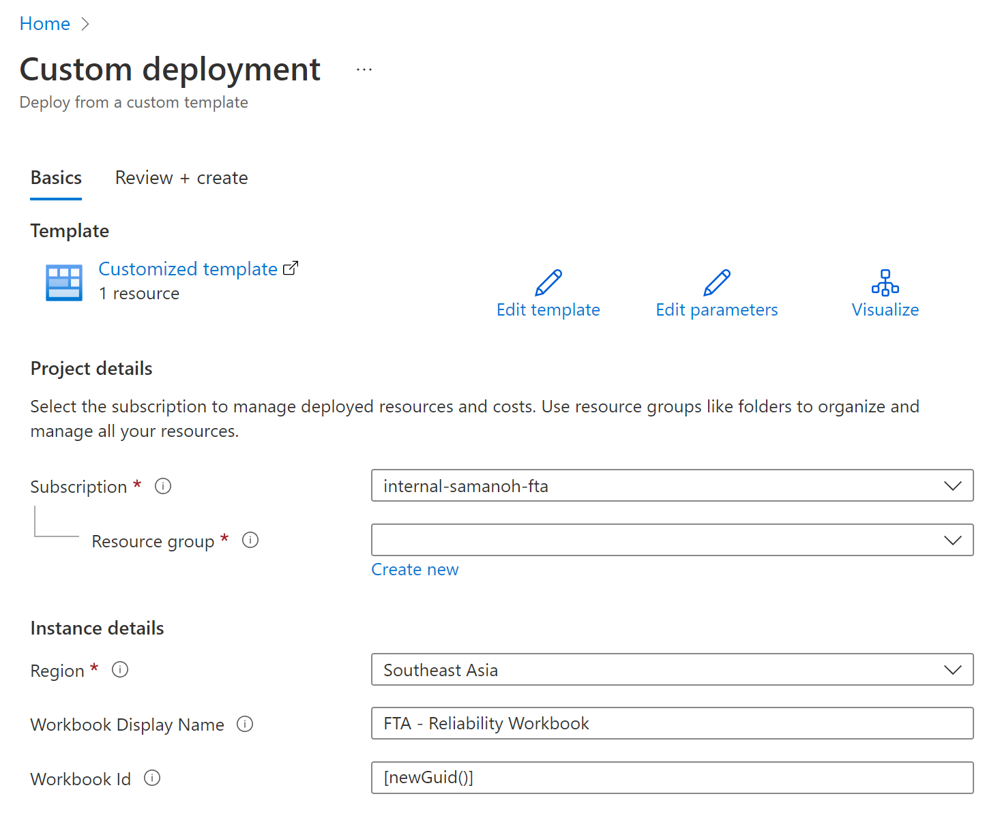 Home
Custom deployment ...
Deploy from a custom template
Basics Review + create
Template
Customized template
1 resource
Edit template Edit parameters Visualize
Project details
Select the subscription to manage deployed resources and costs. Use resource groups like folders to organize and
manage all your resources.
Subscription * internal-samanoh-fta
Resource group *
Create new
Instance details
Region * Southeast Asia
Workbook Display Name FTA - Reliability Workbook
Workbook Id [newGuid()]